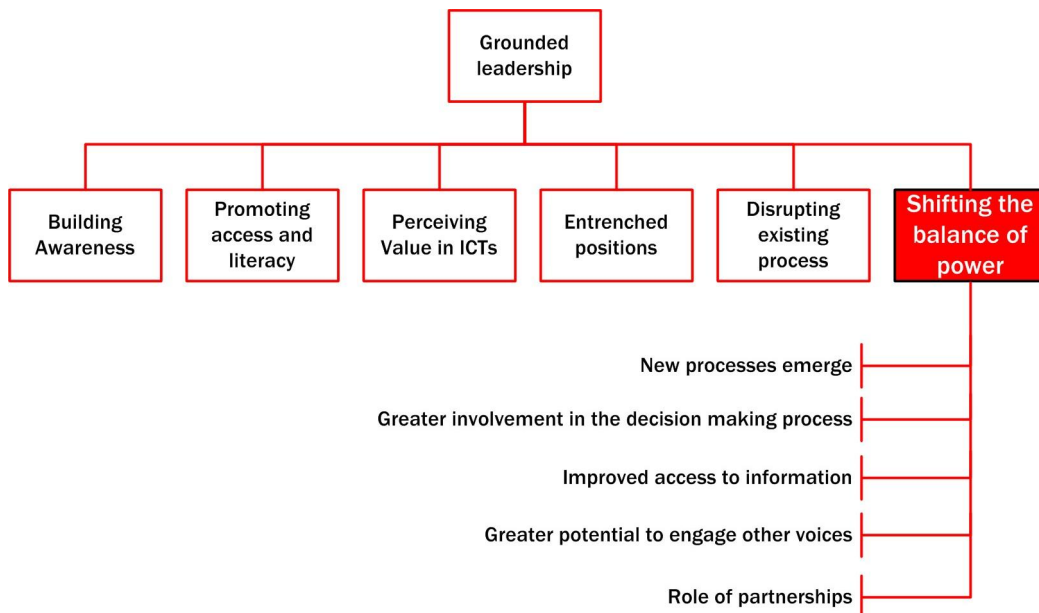 Grounded
leadership
Building
Awareness
Promoting
access and
literacy
Perceiving
Value in ICTs
Entrenched
positions
Disrupting
existing
process
Shifting the
balance of
power
New processes emerge
Greater involvement in the decision making process
Improved access to information
Greater potential to engage other voices
Role of partnerships